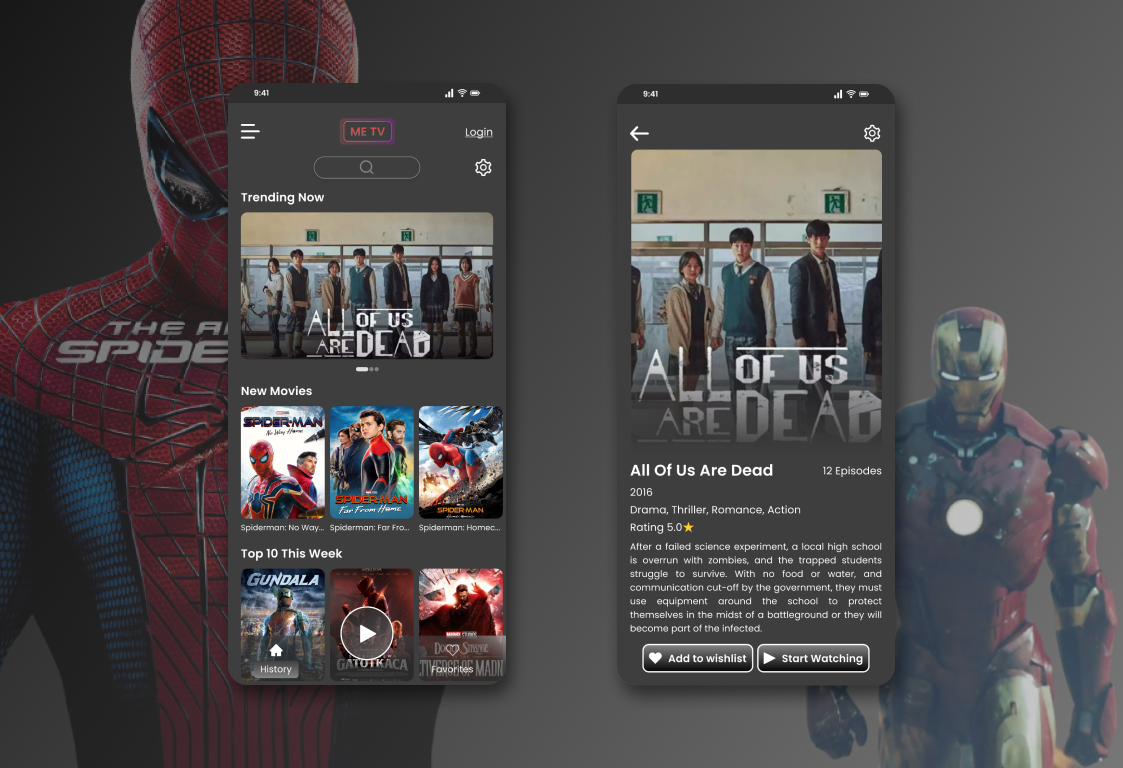 THE A
SPIDE
9:41
ME TV
Login
Trending Now
ALL OF US
ARE DEAD
New Movies
SPIDER-MAN
No Way Home
SPIDER-MAN
Far From Home
SPIDER-MAN
Spiderman: No Way...
Spiderman: Far Fro...
Spiderman: Homec...
Top 10 This Week
GUNDALA
GATOTKACA
DOCTOR STRANGE
TIVERSE OF MADN
History
Favorites
9:41
ALL OF US
ARE DEAD
All Of Us Are Dead
12 Episodes
2016
Drama, Thriller, Romance, Action
Rating 5.0
After a failed science experiment, a local high school
is overrun with zombies, and the trapped students
struggle to survive. With no food or water, and
communication cut-off by the government, they must
use equipment around the school to protect
themselves in the midst of a battleground or they will
become part of the infected.
Add to wishlist
Start Watching